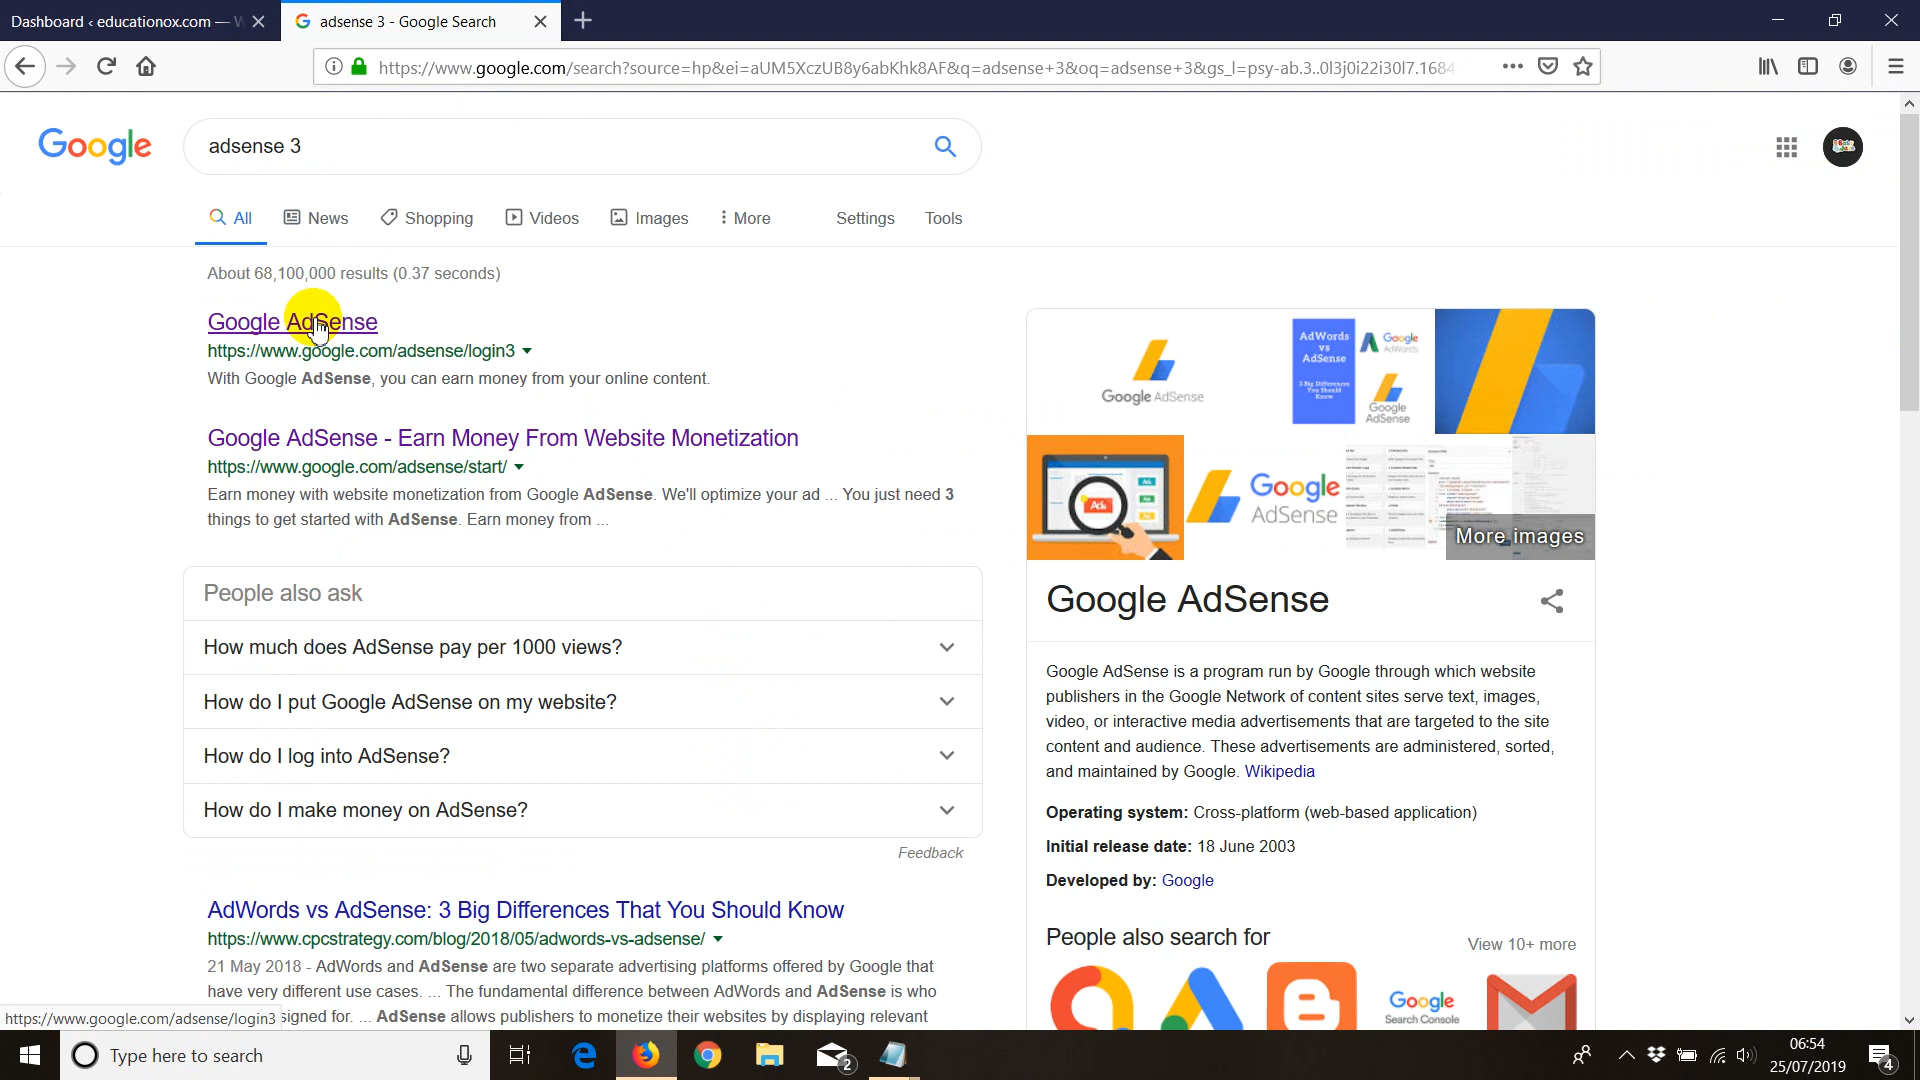 Dashboard ‹ educationox.com — W
adsense 3 - Google Search
https://www.google.com/search?source=hp&ei=aUM5XczUB8y6abKhk8AF&q=adsense+3&oq=adsense+3&gs_l=psy-ab.3..0l3j0i22i30l7.1684
Google
adsense 3
All News Shopping Videos Images More Settings Tools
About 68,100,000 results (0.37 seconds)
Google AdSense
https://www.google.com/adsense/login3
With Google AdSense, you can earn money from your online content.
Google AdSense - Earn Money From Website Monetization
https://www.google.com/adsense/start/
Earn money with website monetization from Google AdSense. We'll optimize your ad ... You just need 3
things to get started with AdSense. Earn money from ...
People also ask
How much does AdSense pay per 1000 views?
How do I put Google AdSense on my website?
How do I log into AdSense?
How do I make money on AdSense?
Feedback
AdWords vs AdSense: 3 Big Differences That You Should Know
https://www.cpcstrategy.com/blog/2018/05/adwords-vs-adsense/
21 May 2018 - AdWords and AdSense are two separate advertising platforms offered by Google that
have very different use cases. ... The fundamental difference between AdWords and AdSense is who
signed for. ... AdSense allows publishers to monetize their websites by displaying relevant
https://www.google.com/adsense/login3
Google AdSense
AdWords
vs
AdSense
3 Big Differences
You Should
Know
Google
AdWords
Google
AdSense
Ads
Google
AdSense
More images
Google AdSense
Google AdSense is a program run by Google through which website
publishers in the Google Network of content sites serve text, images,
video, or interactive media advertisements that are targeted to the site
content and audience. These advertisements are administered, sorted,
and maintained by Google. Wikipedia
Operating system: Cross-platform (web-based application)
Initial release date: 18 June 2003
Developed by: Google
People also search for
View 10+ more
Google
Search Console
Type here to search
2
06:54
25/07/2019
4